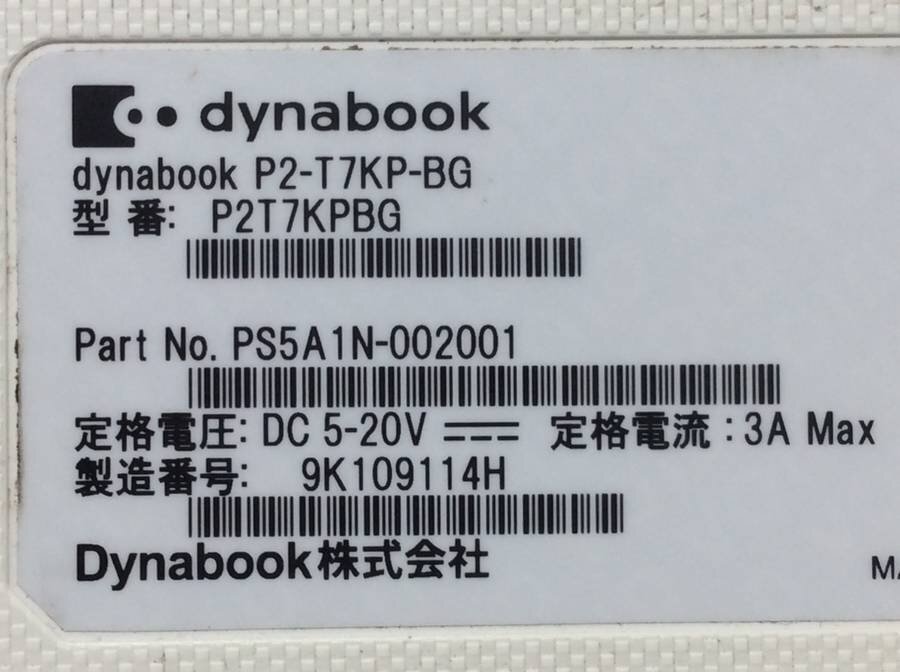 dynabook
dynabook P2-T7KP-BG
型 番: P2T7KPBG
Part No. PS5A1N-002001
定格電圧: DC 5-20V 定格電流 : 3A Max
製造番号: 9K109114H
Dynabook株式会社